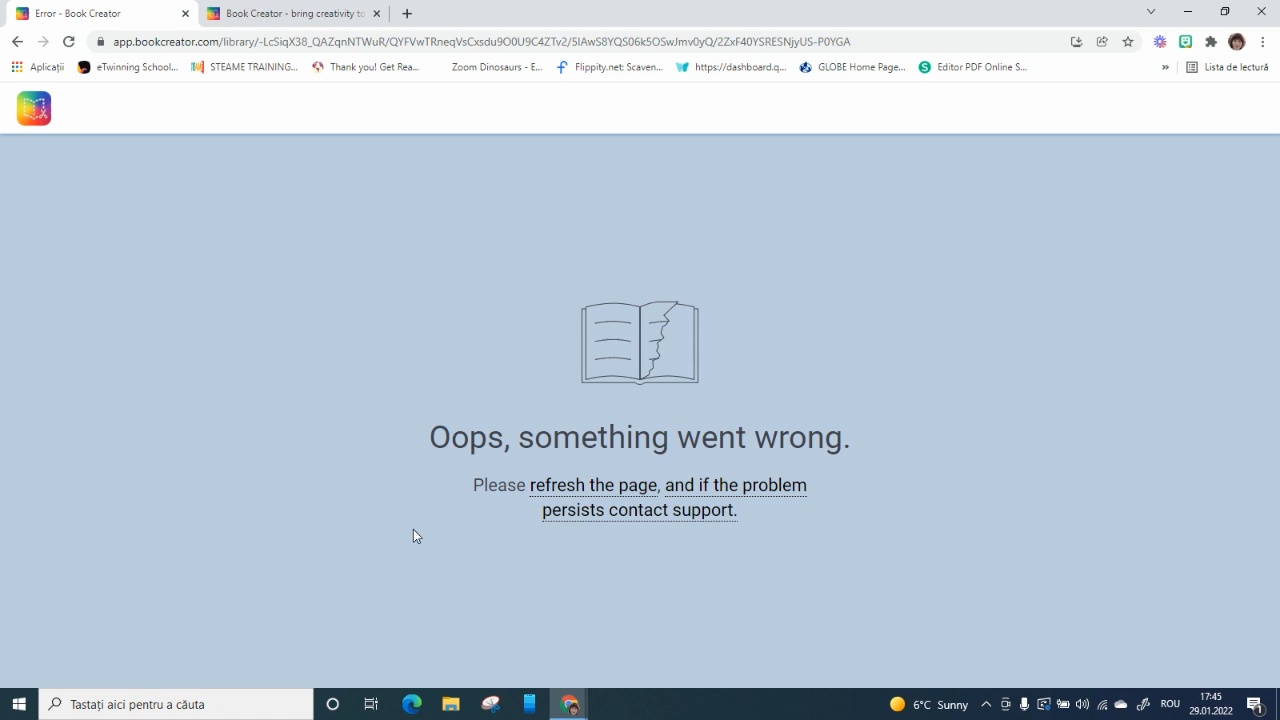 Error - Book Creator
Book Creator - bring creativity to
app.bookcreator.com/library/-LcSiqX38_QAZqnNTWuR/QYFVwTRnestVsCxsdu9O0U9C4ZTv2/5IAwS8YQS06k5OSwJmv0yQ/2ZxF40YSRESNjyUS-P0YGA
Aplicații eTwinning School... STEAME TRAINING... Thank you! Get Rea... Zoom Dinosaurs - E... Flippity.net: Scaven... https://dashboard.q... GLOBE Home Page... Editor PDF Online S... » Lista de lectură
Oops, something went wrong.
Please refresh the page, and if the problem
persists contact support.
Tastați aici pentru a căuta
6°C Sunny
ROU
17:45
29.01.2022
1